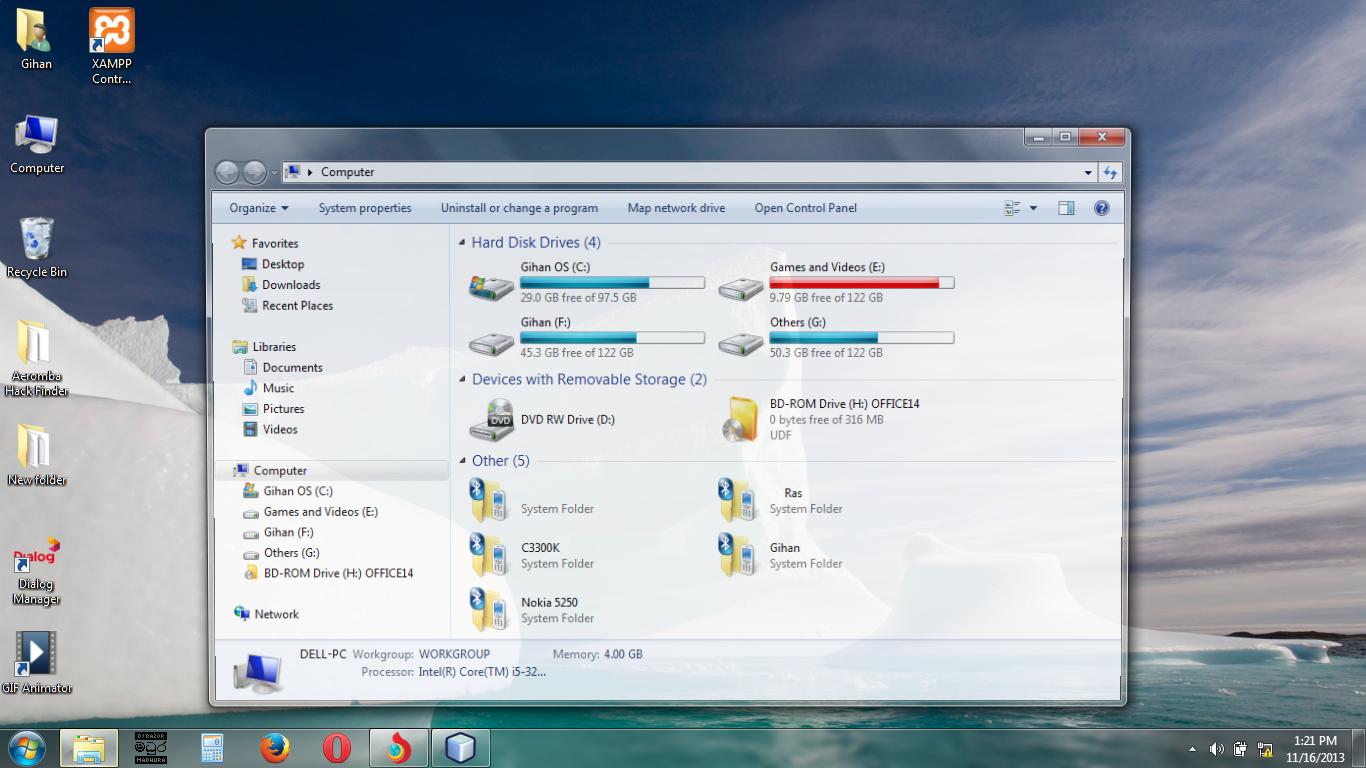 Gihan
XAMPP
Contr...
Computer
Recycle Bin
Aeromba
Hack Finder
New folder
Dialog
Dialog
Manager
GIF Animator
Computer
Organize
System properties
Uninstall or change a program
Map network drive
Open Control Panel
Favorites
Desktop
Downloads
Recent Places
Libraries
Documents
Music
Pictures
Videos
Computer
Gihan OS (C:)
Games and Videos (E:)
Gihan (F:)
Others (G:)
BD-ROM Drive (H:) OFFICE14
Network
Hard Disk Drives (4)
Gihan OS (C:)
29.0 GB free of 97.5 GB
Games and Videos (E:)
9.79 GB free of 122 GB
Gihan (F:)
45.3 GB free of 122 GB
Others (G:)
50.3 GB free of 122 GB
Devices with Removable Storage (2)
DVD
DVD RW Drive (D:)
BD-ROM Drive (H:) OFFICE14
0 bytes free of 316 MB
UDF
Other (5)
System Folder
Ras
System Folder
C3300K
System Folder
Gihan
System Folder
Nokia 5250
System Folder
DELL-PC Workgroup: WORKGROUP Memory: 4.00 GB
Processor: Intel(R) Core(TM) i5-32...
DJ RAZOR
MADHURA
1:21 PM
11/16/2013